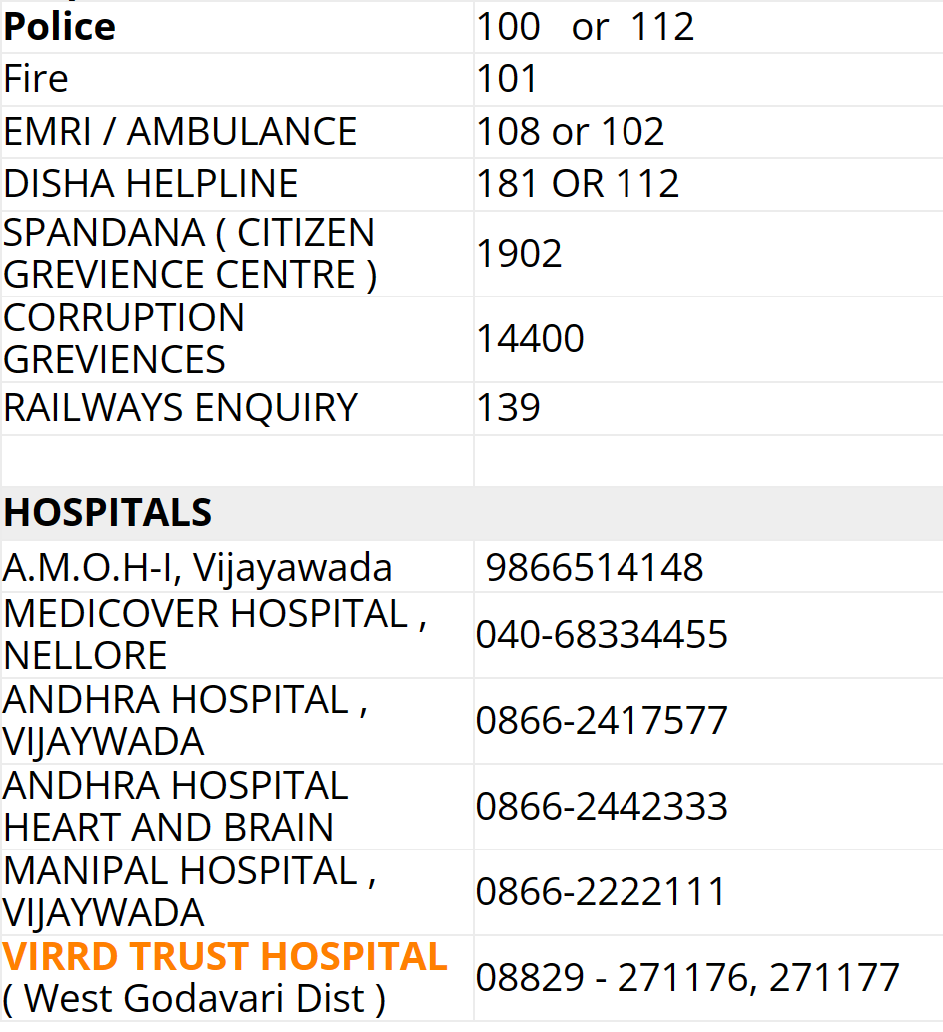 Police 100 or 112
Fire 101
EMRI / AMBULANCE 108 or 102
DISHA HELPLINE 181 OR 112
SPANDANA ( CITIZEN
GREVIENCE CENTRE ) 1902
CORRUPTION
GREVIENCES 14400
RAILWAYS ENQUIRY 139
HOSPITALS
A.M.O.H-I, Vijayawada 9866514148
MEDICOVER HOSPITAL ,
NELLORE 040-68334455
ANDHRA HOSPITAL ,
VIJAYWADA 0866-2417577
ANDHRA HOSPITAL
HEART AND BRAIN 0866-2442333
MANIPAL HOSPITAL ,
VIJAYWADA 0866-2222111
VIRRD TRUST HOSPITAL
( West Godavari Dist ) 08829 - 271176, 271177